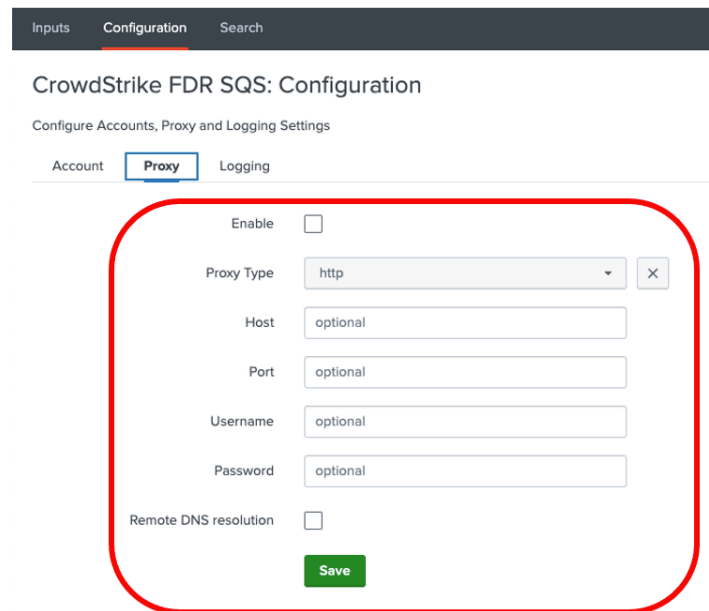 Inputs Configuration Search
CrowdStrike FDR SQS: Configuration
Configure Accounts, Proxy and Logging Settings
Account Proxy Logging
Enable
Proxy Type http
Host optional
Port optional
Username optional
Password optional
Remote DNS resolution
Save